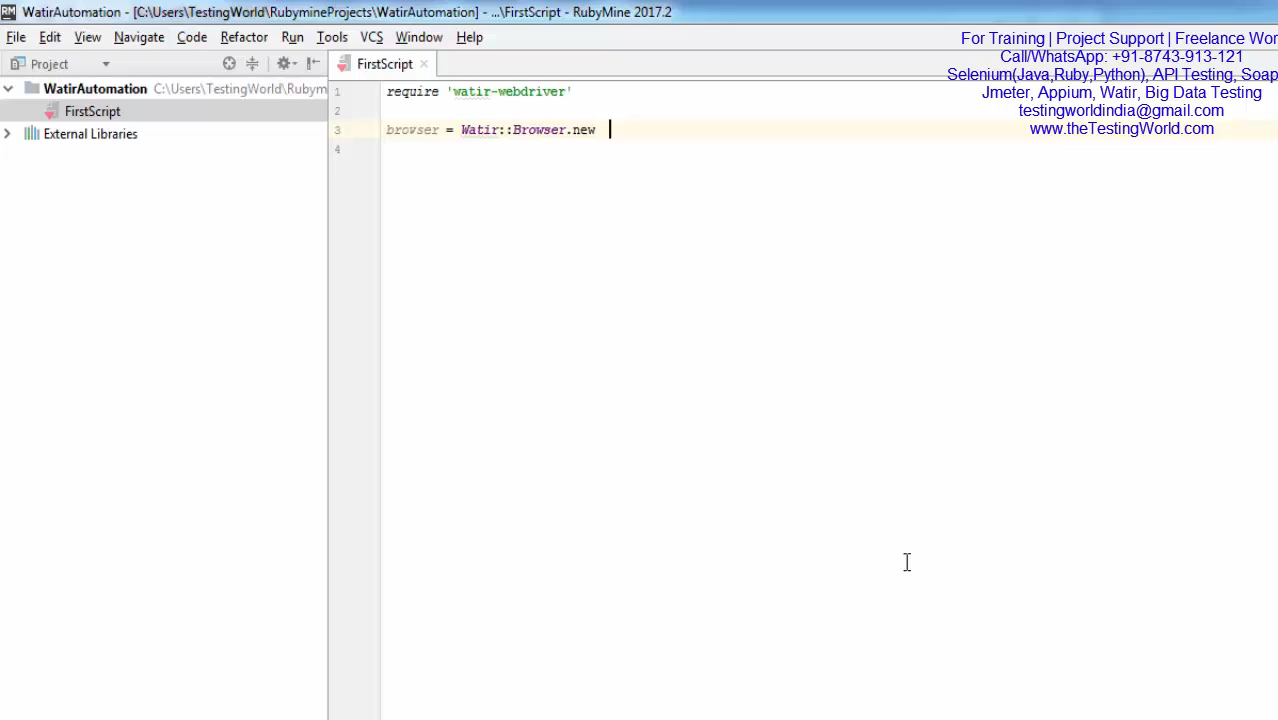 RM WatirAutomation - [C:\Users\TestingWorld\RubymineProjects\WatirAutomation] - ...\FirstScript - RubyMine 2017.2
File Edit View Navigate Code Refactor Run Tools VCS Window Help
For Training | Project Support | Freelance Wor
Call/WhatsApp: +91-8743-913-121
Selenium(Java,Ruby,Python), API Testing, Soap
Jmeter, Appium, Watir, Big Data Testing
testingworldindia@gmail.com
www.theTestingWorld.com
Project
FirstScript
WatirAutomation C:\Users\TestingWorld\Rubym
FirstScript
External Libraries
1 require 'watir-webdriver'
2
3 browser = Watir::Browser.new
4